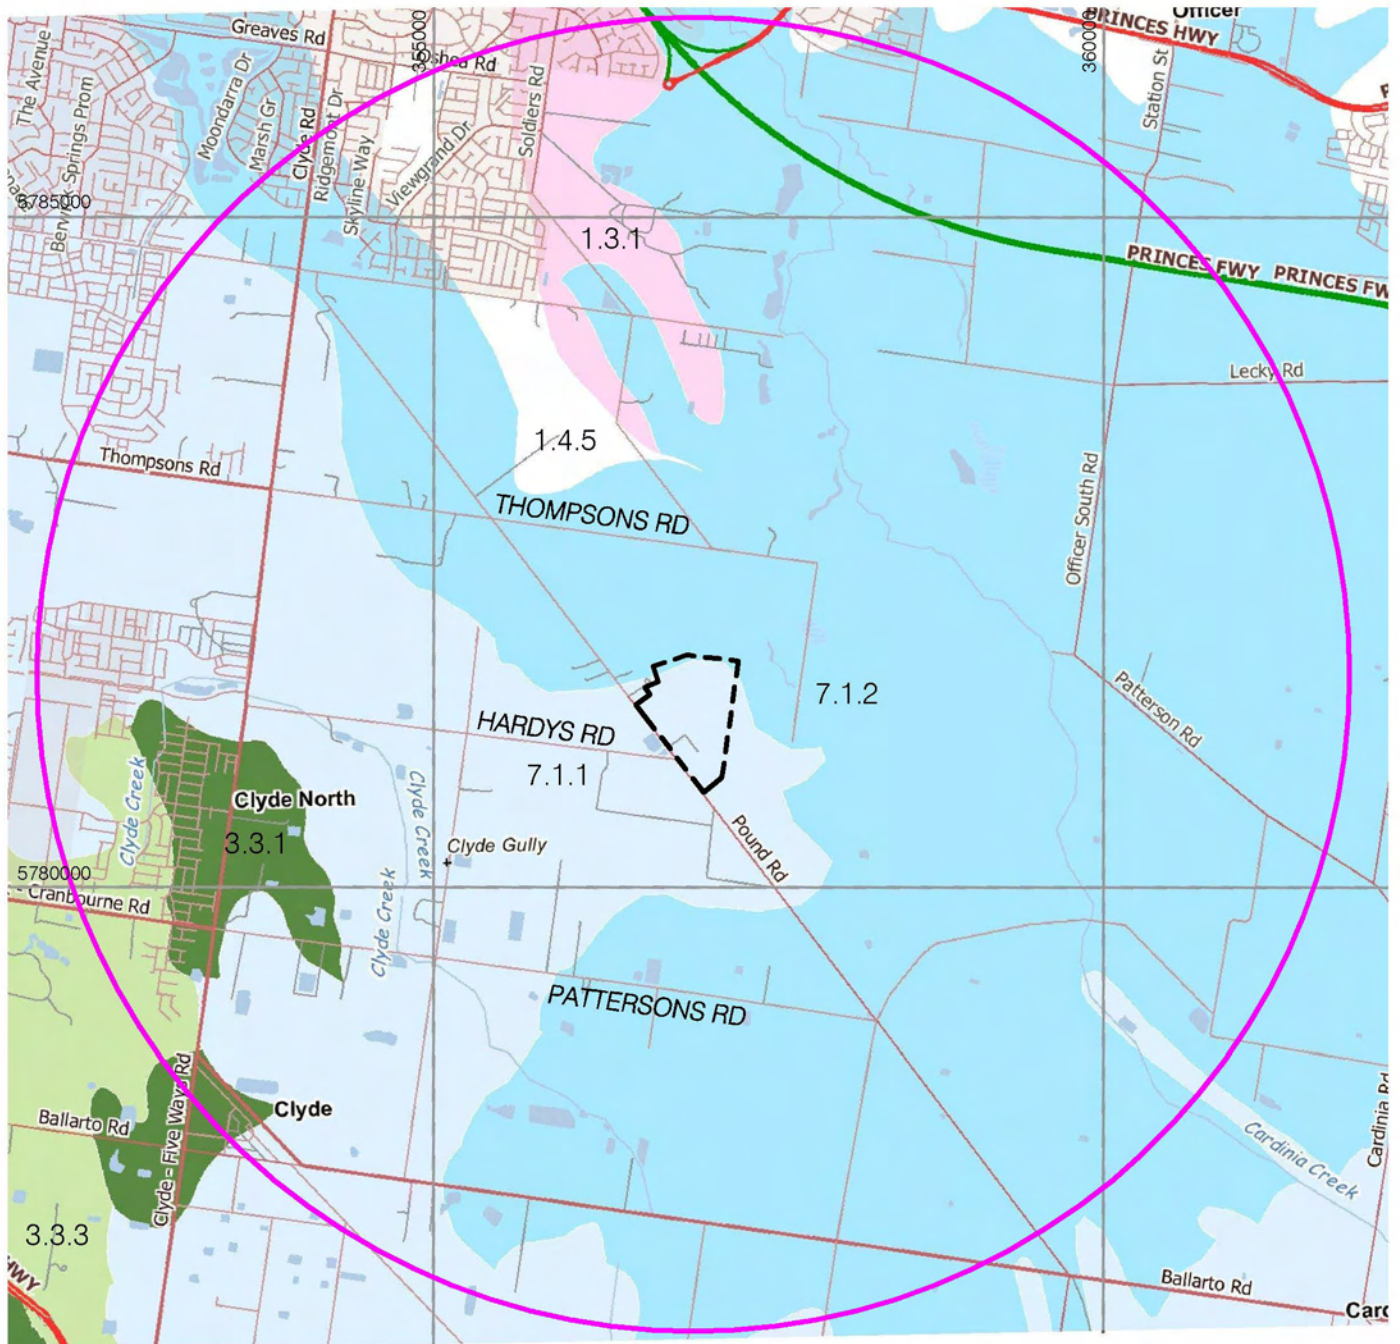 Greaves Rd
355000
360000
Officer
PRINCES HWY
The Avenue
Moondarra Dr
Marsh Gr
Clyde Rd
Ridgemont Dr
Skyline Way
Viewgrand Dr
Soldiers Rd
Station St
Berwick Springs Prom
5785000
1.3.1
PRINCES FWY PRINCES FW
Lecky Rd
1.4.5
Thompsons Rd
THOMPSONS RD
Officer South Rd
7.1.2
Patterson Rd
HARDYS RD
7.1.1
Clyde Creek
Clyde Creek
Clyde North
3.3.1
Pound Rd
Clyde Gully
5780000
- Cranbourne Rd
Clyde Creek
PATTERSONS RD
Clyde - Five Ways Rd
Clyde
Ballarto Rd
Cardinia Rd
Cardinia Creek
3.3.3
HWY
Ballarto Rd
Card